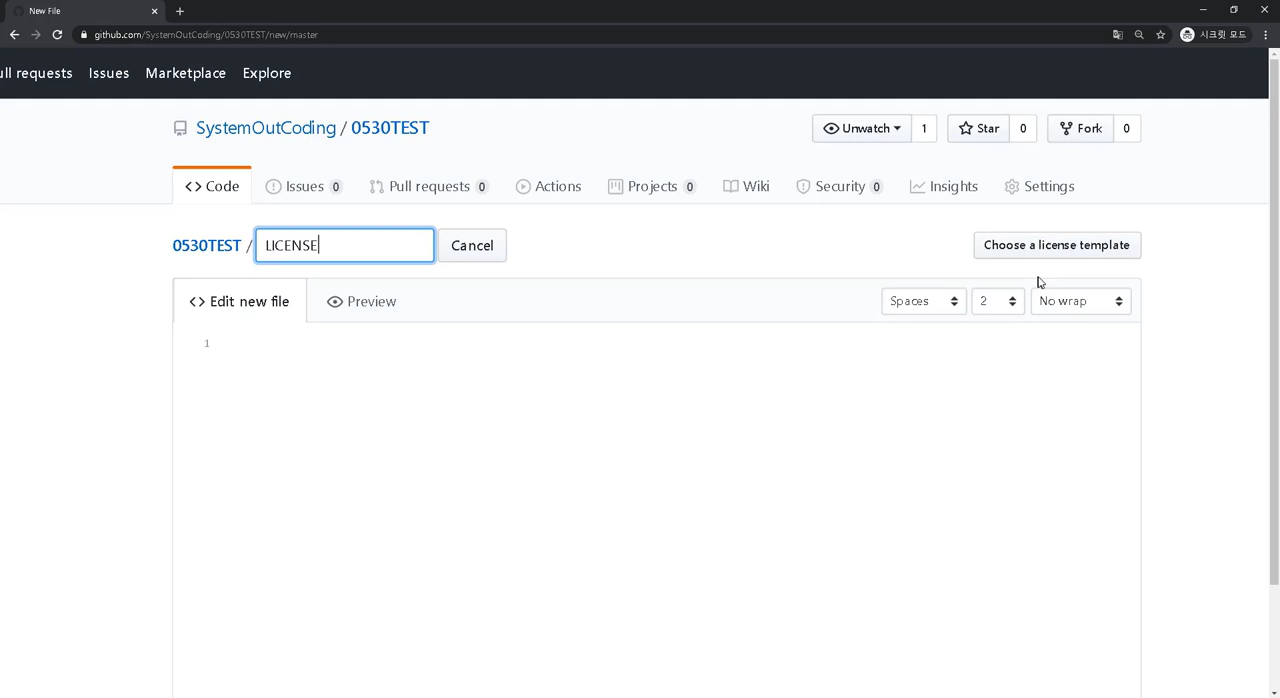 New File
github.com/SystemOutCoding/0530TEST/new/master
시크릿 모드
ull requests Issues Marketplace Explore
SystemOutCoding / 0530TEST
Unwatch 1 Star 0 Fork 0
Code Issues 0 Pull requests 0 Actions Projects 0 Wiki Security 0 Insights Settings
0530TEST / LICENSE Cancel Choose a license template
Edit new file Preview Spaces 2 No wrap
1